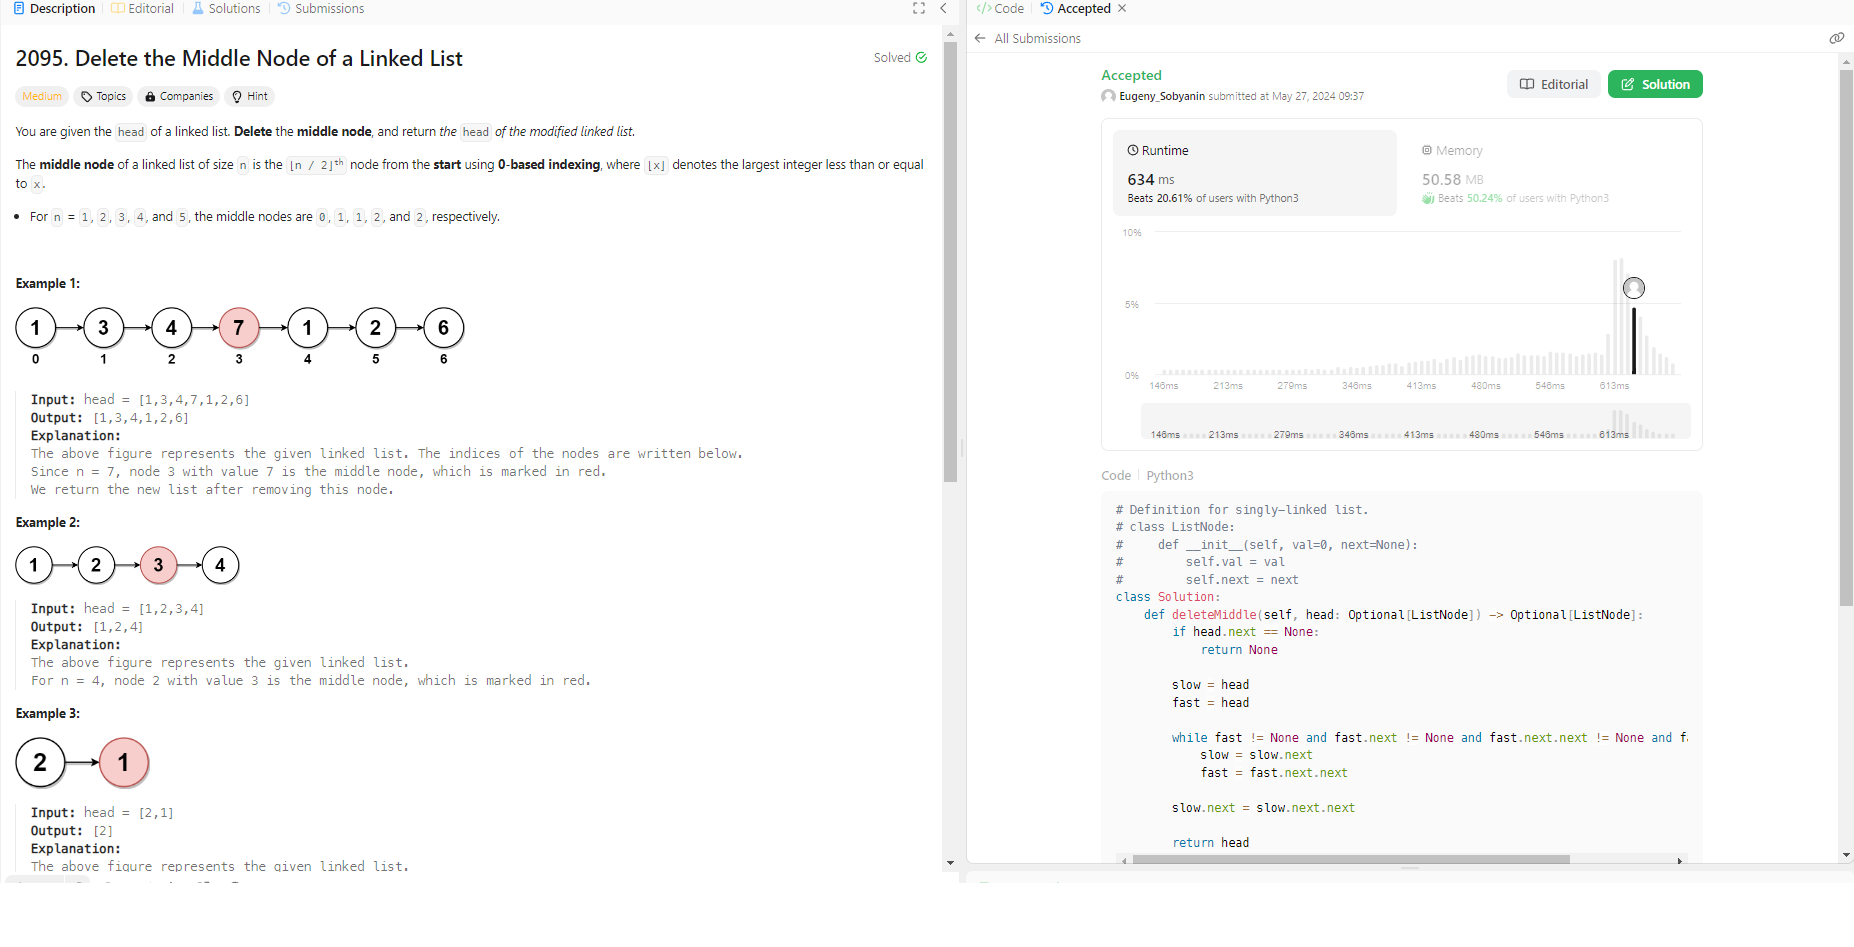 Description
Editorial
Solutions
Submissions
2095. Delete the Middle Node of a Linked List
Solved
Medium
Topics
Companies
Hint
You are given the head of a linked list. Delete the middle node, and return the head of the modified linked list.
The middle node of a linked list of size n is the ⌊n / 2⌋th node from the start using 0-based indexing, where ⌊x⌋ denotes the largest integer less than or equal
to x.
• For n = 1, 2, 3, 4, and 5, the middle nodes are 0, 1, 1, 2, and 2, respectively.
Example 1:
1 3 4 7 1 2 6
0 1 2 3 4 5 6
Input: head = [1,3,4,7,1,2,6]
Output: [1,3,4,1,2,6]
Explanation:
The above figure represents the given linked list. The indices of the nodes are written below.
Since n = 7, node 3 with value 7 is the middle node, which is marked in red.
We return the new list after removing this node.
Example 2:
1 2 3 4
Input: head = [1,2,3,4]
Output: [1,2,4]
Explanation:
The above figure represents the given linked list.
For n = 4, node 2 with value 3 is the middle node, which is marked in red.
Example 3:
2 1
Input: head = [2,1]
Output: [2]
Explanation:
The above figure represents the given linked list.
</> Code
Accepted
All Submissions
Accepted
Eugeny_Sobyanin submitted at May 27, 2024 09:37
Editorial
Solution
Runtime
634 ms
Beats 20.61% of users with Python3
Memory
50.58 MB
Beats 50.24% of users with Python3
10%
5%
0%
146ms 213ms 279ms 346ms 413ms 480ms 546ms 613ms
146ms 213ms 279ms 346ms 413ms 480ms 546ms 613ms
Code Python3
# Definition for singly-linked list.
# class ListNode:
#     def __init__(self, val=0, next=None):
#         self.val = val
#         self.next = next
class Solution:
    def deleteMiddle(self, head: Optional[ListNode]) -> Optional[ListNode]:
        if head.next == None:
            return None
        slow = head
        fast = head
        while fast != None and fast.next != None and fast.next.next != None and
            slow = slow.next
            fast = fast.next.next
        slow.next = slow.next.next
        return head